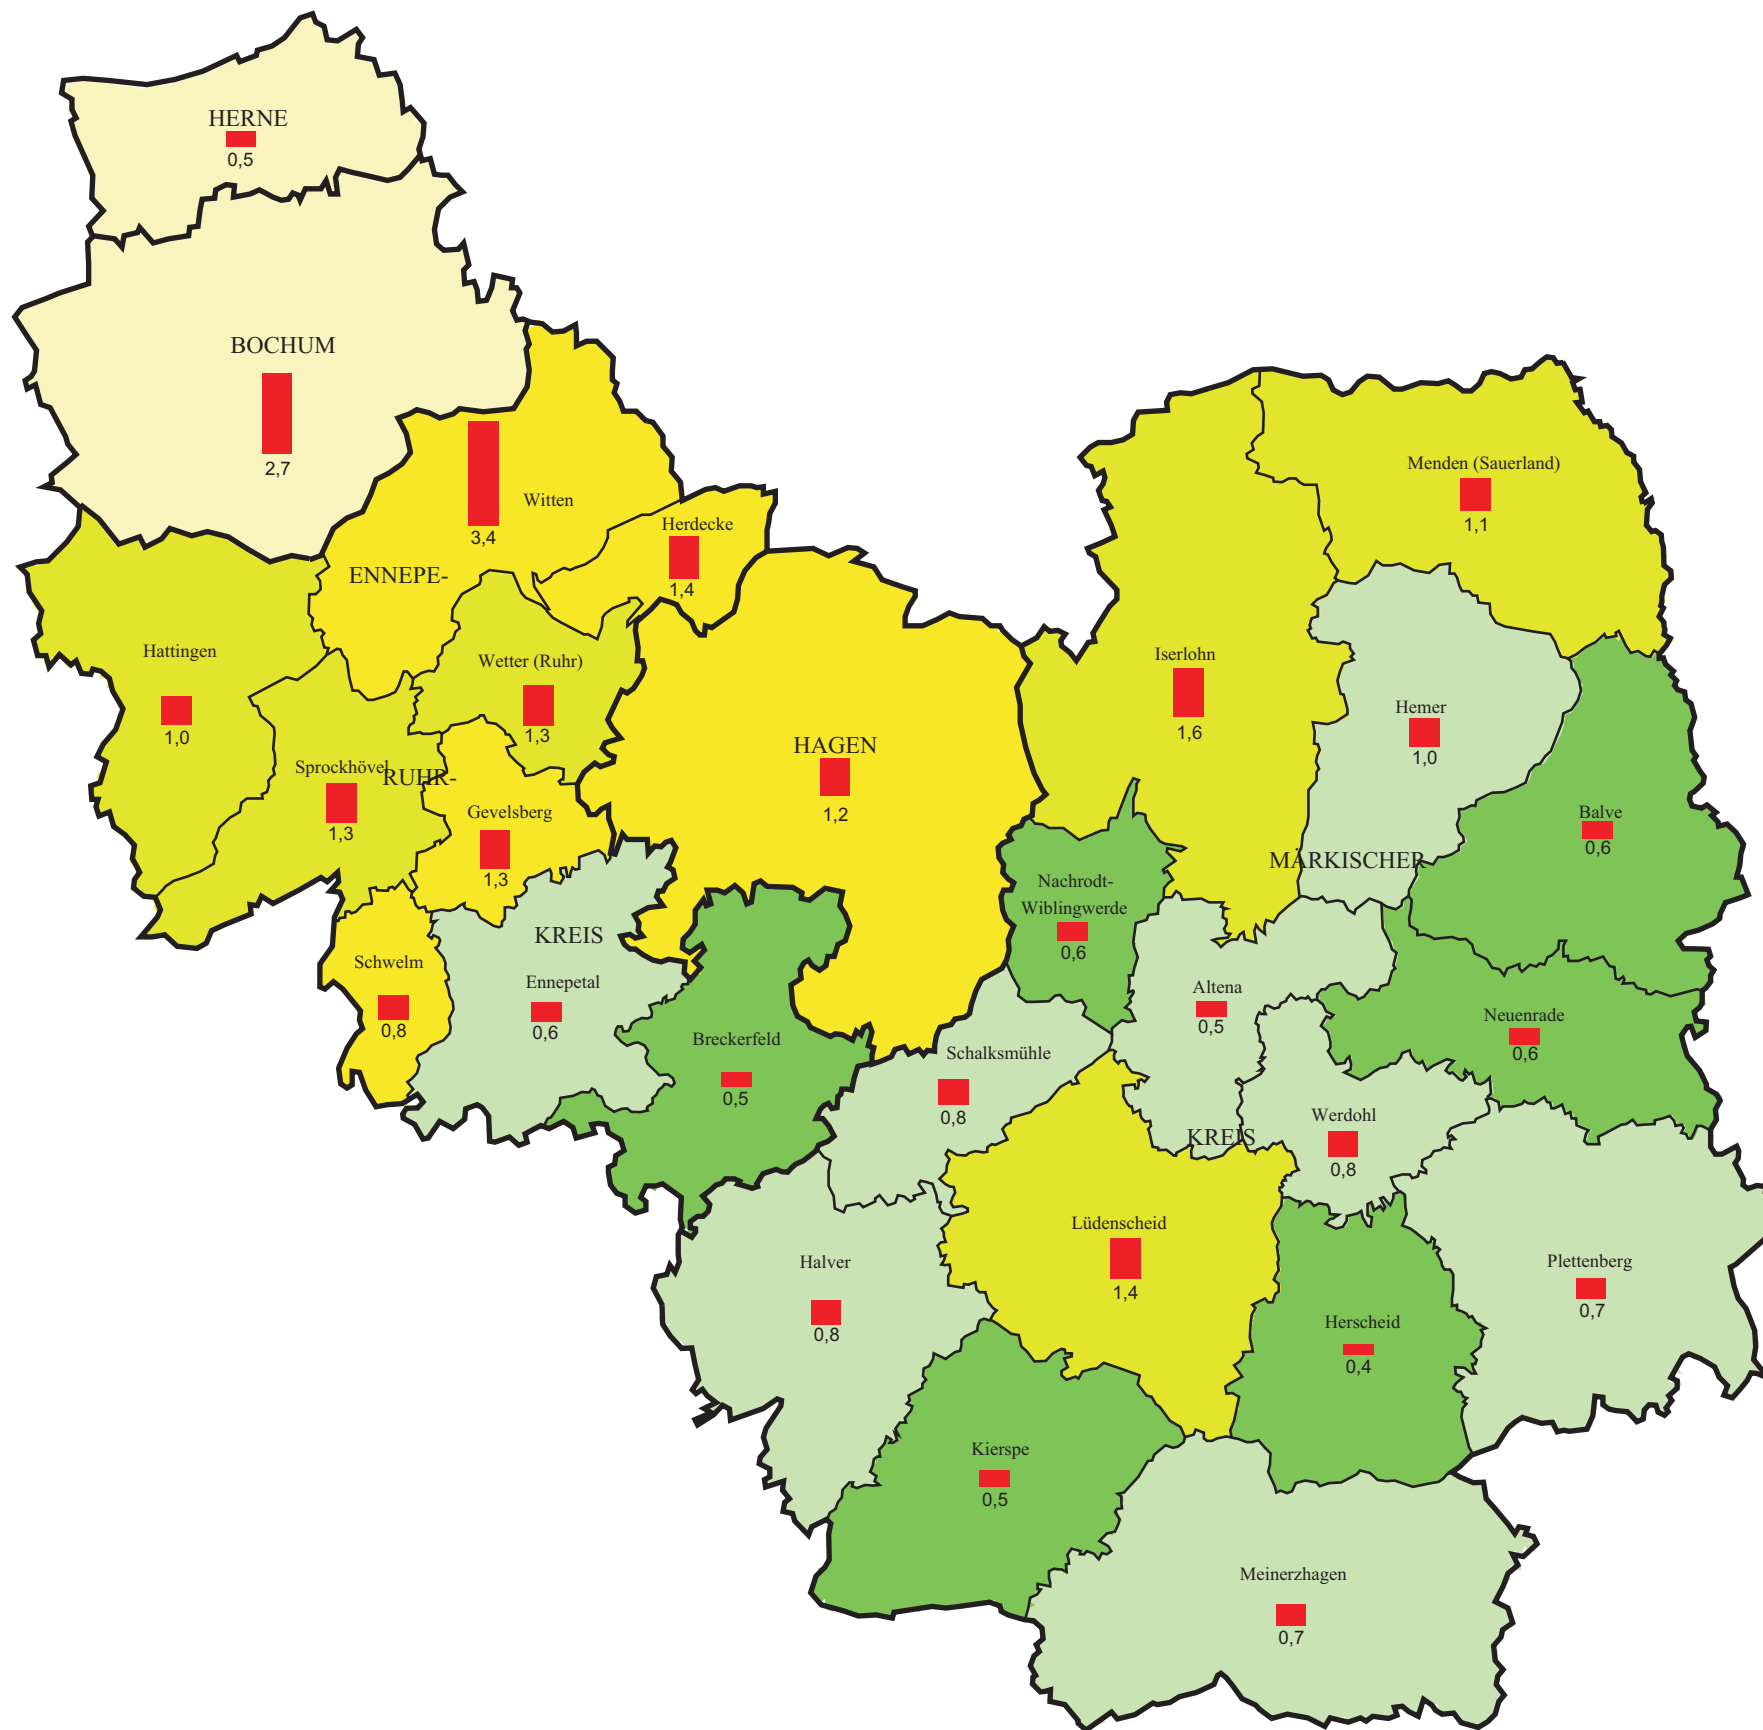 HERNE
0,5
BOCHUM
2,7
Witten
3,4
Herdecke
1,4
ENNEPE-
Hattingen
1,0
Wetter (Ruhr)
1,3
Sprockhövel
1,3
RUHR-
Gevelsberg
1,3
HAGEN
1,2
KREIS
Schwelm
0,8
Ennepetal
0,6
Breckerfeld
0,5
Menden (Sauerland)
1,1
Iserlohn
1,6
Hemer
1,0
Balve
0,6
MÄRKISCHER
Nachrodt-
Wiblingwerde
0,6
Altena
0,5
Neuenrade
0,6
Schalksmühle
0,8
Werdohl
0,8
KREIS
Lüdenscheid
1,4
Halver
0,8
Plettenberg
0,7
Herscheid
0,4
Kierspe
0,5
Meinerzhagen
0,7